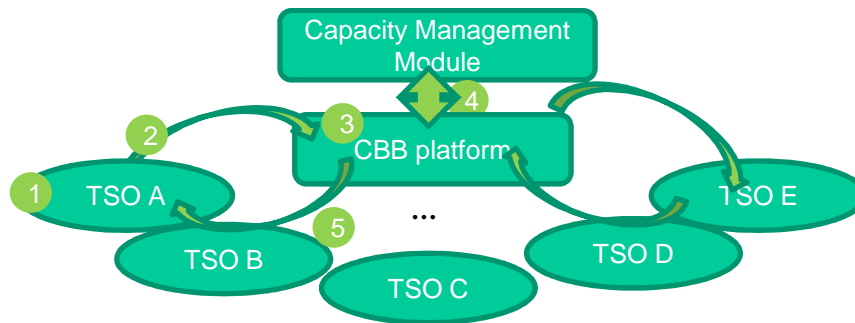 Capacity Management
Module
4
2
3
CBB platform
1
TSO A
TSO E
...
5
TSO B
TSO D
TSO C